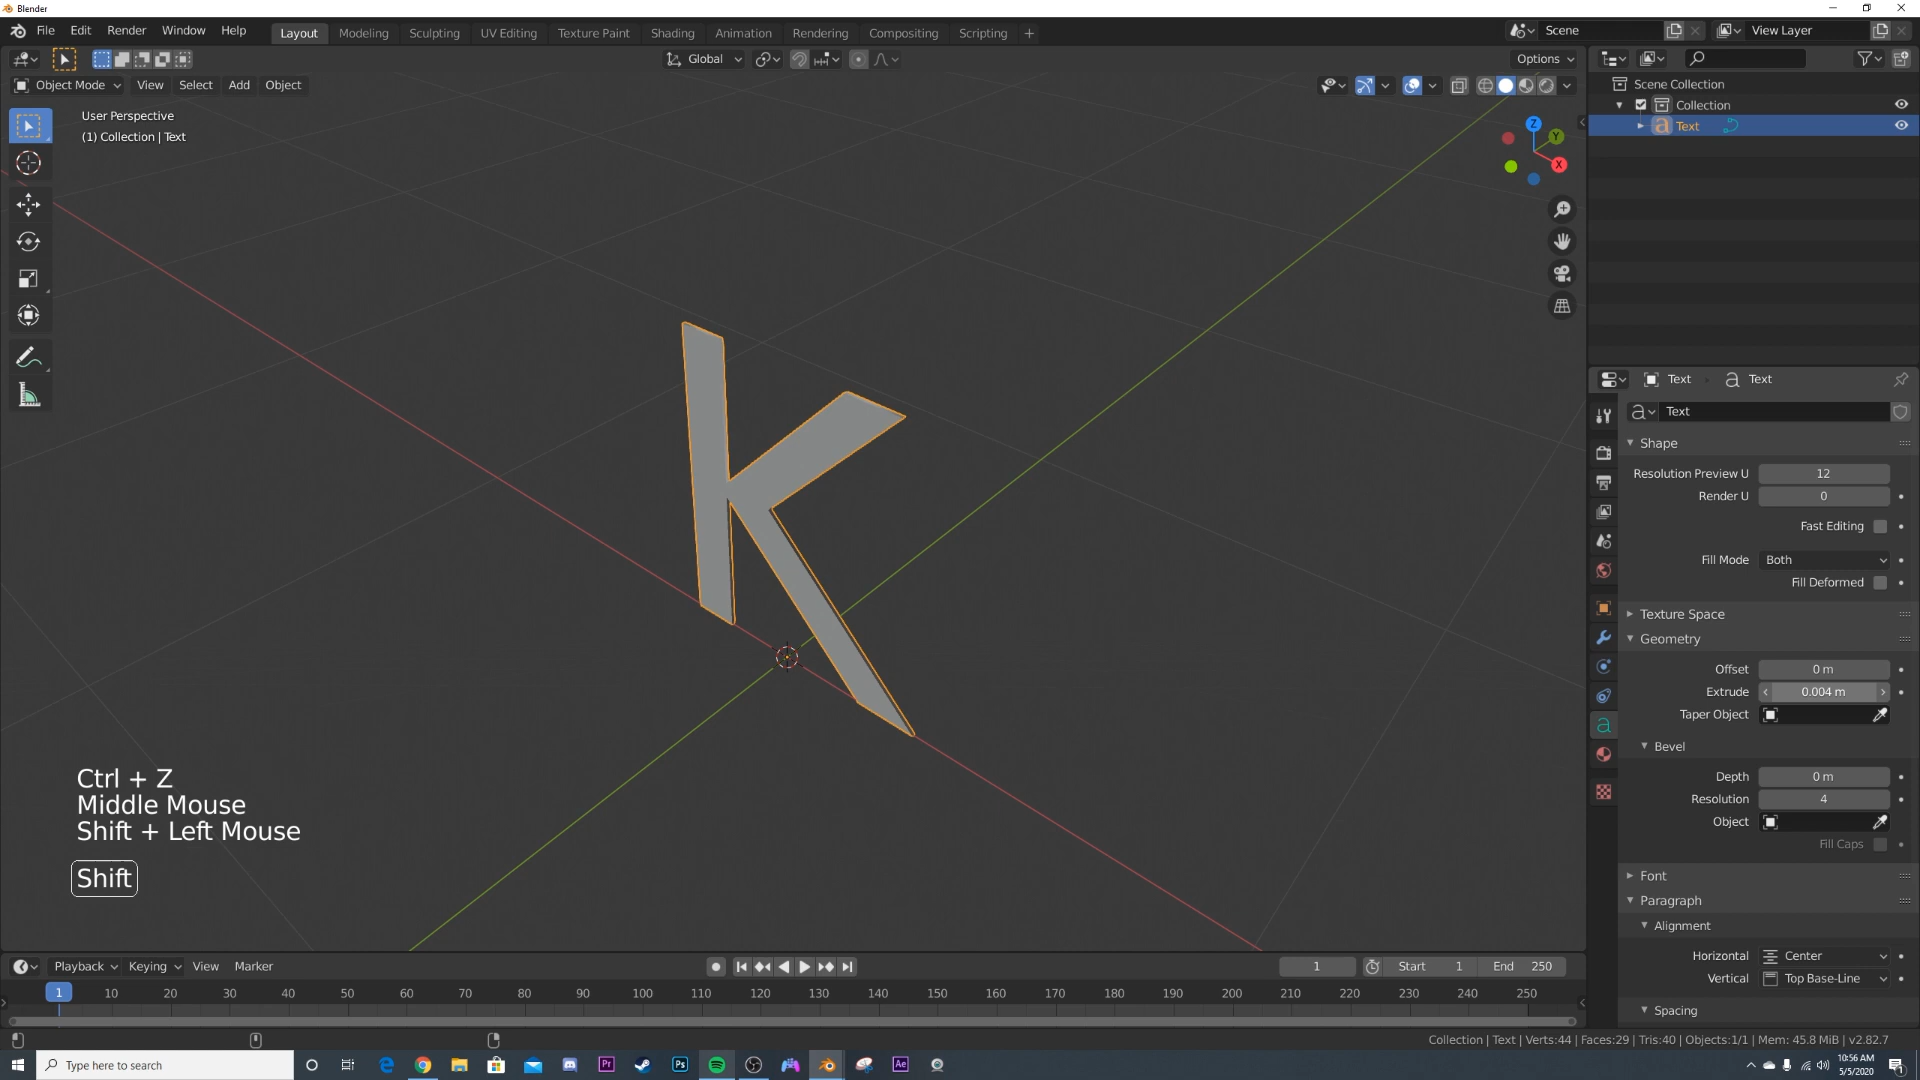 Blender
File Edit Render Window Help Layout Modeling Sculpting UV Editing Texture Paint Shading Animation Rendering Compositing Scripting + Scene View Layer
Global Options
Object Mode View Select Add Object
User Perspective
(1) Collection | Text
Z
Y
X
Scene Collection
Collection
Text
Text Text
Text
Shape
Resolution Preview U 12
Render U 0
Fast Editing
Fill Mode Both
Fill Deformed
Texture Space
Geometry
Offset 0 m
Extrude 0.004 m
Taper Object
Bevel
Depth 0 m
Resolution 4
Object
Fill Caps
Font
Paragraph
Alignment
Horizontal Center
Vertical Top Base-Line
Spacing
K
Ctrl + Z
Middle Mouse
Shift + Left Mouse
Shift
Playback Keying View Marker 1 Start 1 End 250
1 10 20 30 40 50 60 70 80 90 100 110 120 130 140 150 160 170 180 190 200 210 220 230 240 250
Collection | Text | Verts:44 | Faces:29 | Tris:40 | Objects:1/1 | Mem: 45.8 MiB | v2.82.7
Type here to search Pr Ps Ae
10:56 AM
5/5/2020